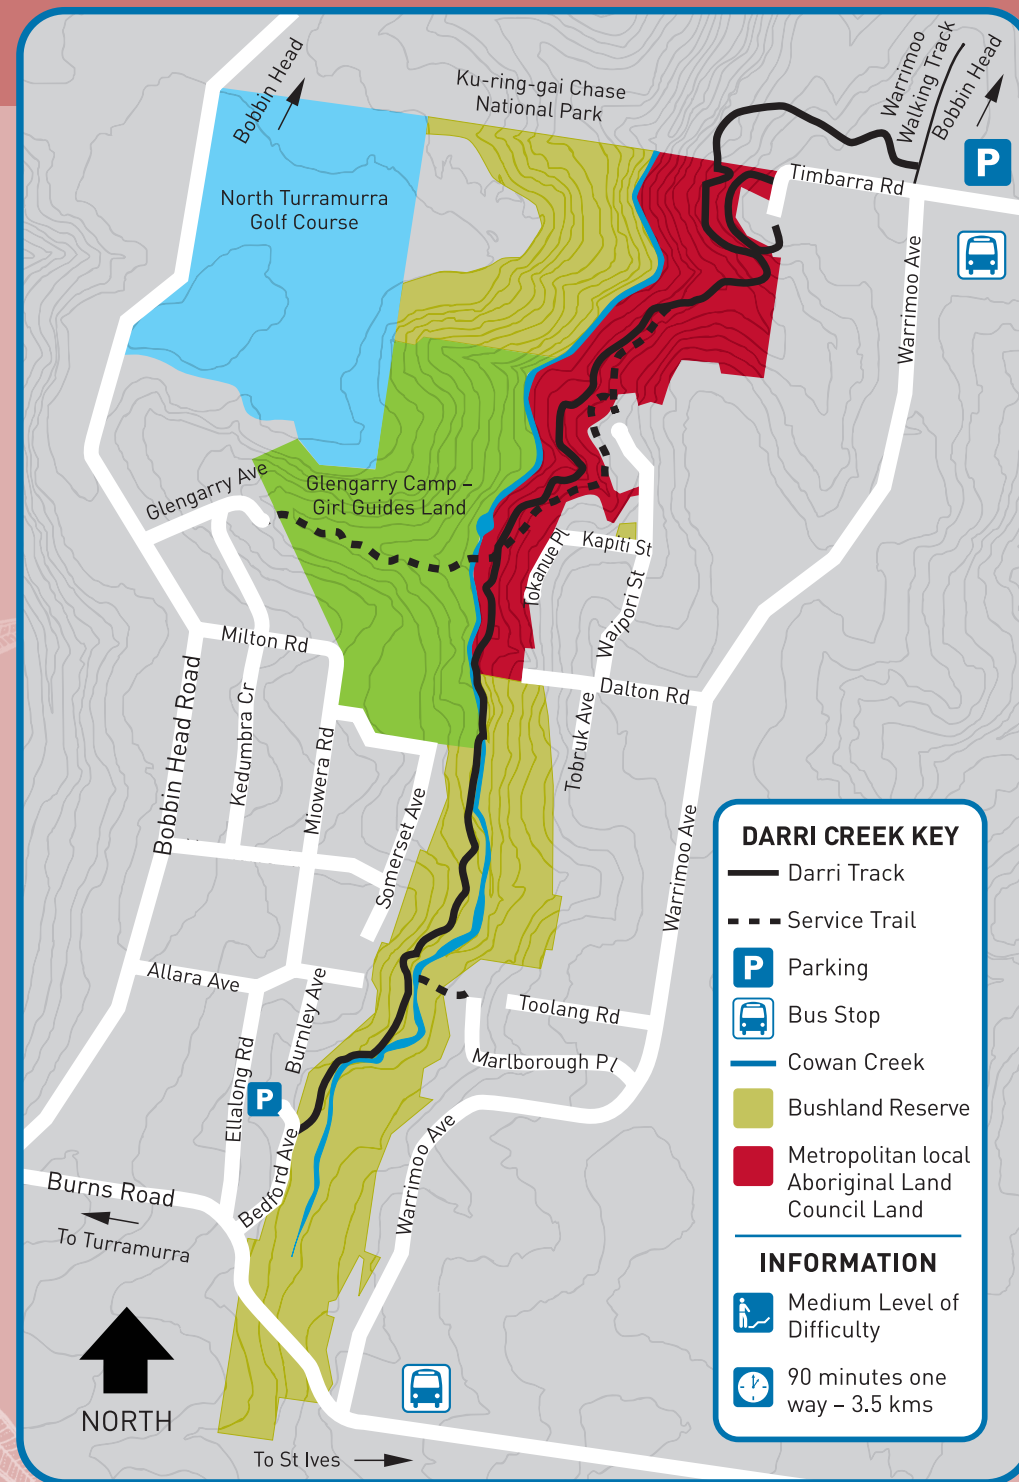 Bobbin Head
Ku-ring-gai Chase
National Park
Warrimoo
Walking Track
Bobbin Head
P
Timbarra Rd
North Turramurra
Golf Course
Warrimoo Ave
Glengarry Ave
Glengarry Camp –
Girl Guides Land
Tokanue Pl
Kapiti St
Waipori St
Milton Rd
Dalton Rd
Bobbin Head Road
Kedumbra Cr
Miowera Rd
Tobruk Ave
Somerset Ave
Warrimoo Ave
Allara Ave
Burnley Ave
Toolang Rd
Marlborough Pl
Ellalong Rd
P
Bedford Ave
Warrimoo Ave
Burns Road
To Turramurra
NORTH
To St Ives
DARRI CREEK KEY
Darri Track
Service Trail
P
Parking
Bus Stop
Cowan Creek
Bushland Reserve
Metropolitan local
Aboriginal Land
Council Land
INFORMATION
Medium Level of
Difficulty
90 minutes one
way – 3.5 kms